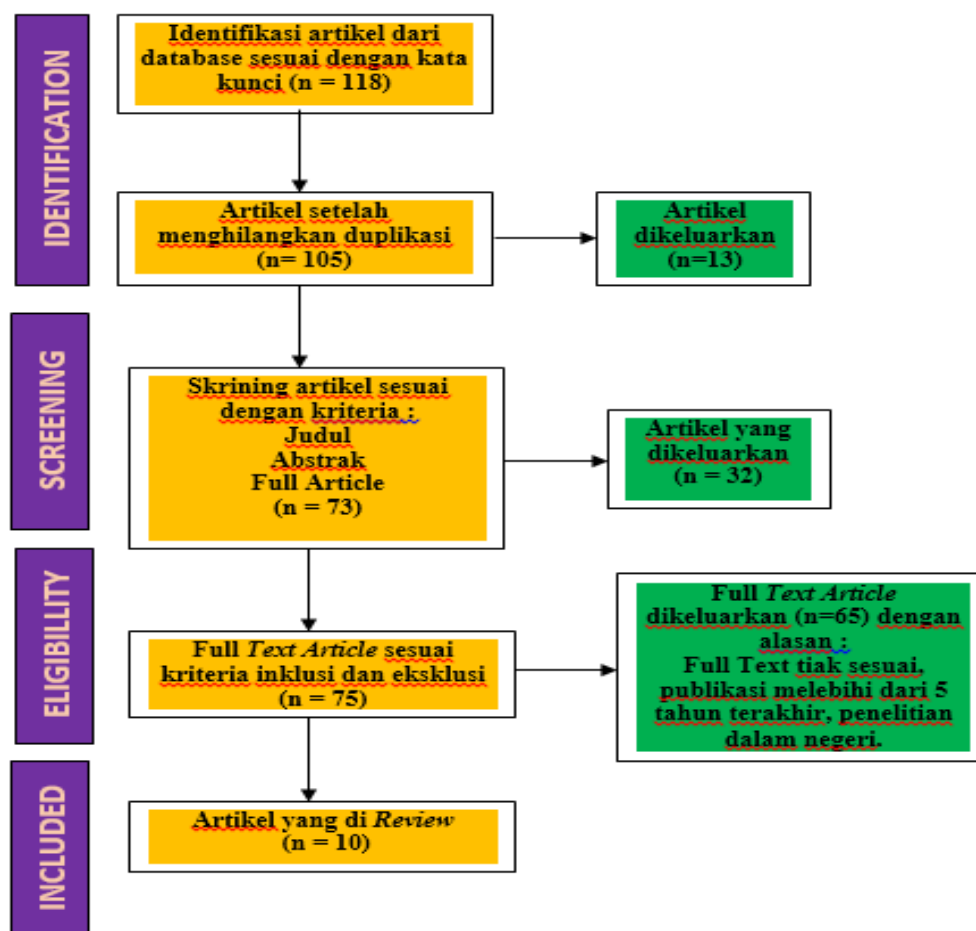 IDENTIFICATION
Identifikasi artikel dari
database sesuai dengan kata
kunci (n = 118)
Artikel setelah
menghilangkan duplikasi
(n= 105)
Artikel
dikeluarkan
(n=13)
SCREENING
Skrining artikel sesuai
dengan kriteria :
Judul
Abstrak
Full Article
(n = 73)
Artikel yang
dikeluarkan
(n = 32)
ELIGIBILLITY
Full Text Article sesuai
kriteria inklusi dan eksklusi
(n = 75)
Full Text Article
dikeluarkan (n=65) dengan
alasan :
Full Text tiak sesuai,
publikasi melebihi dari 5
tahun terakhir, penelitian
dalam negeri.
INCLUDED
Artikel yang di Review
(n = 10)